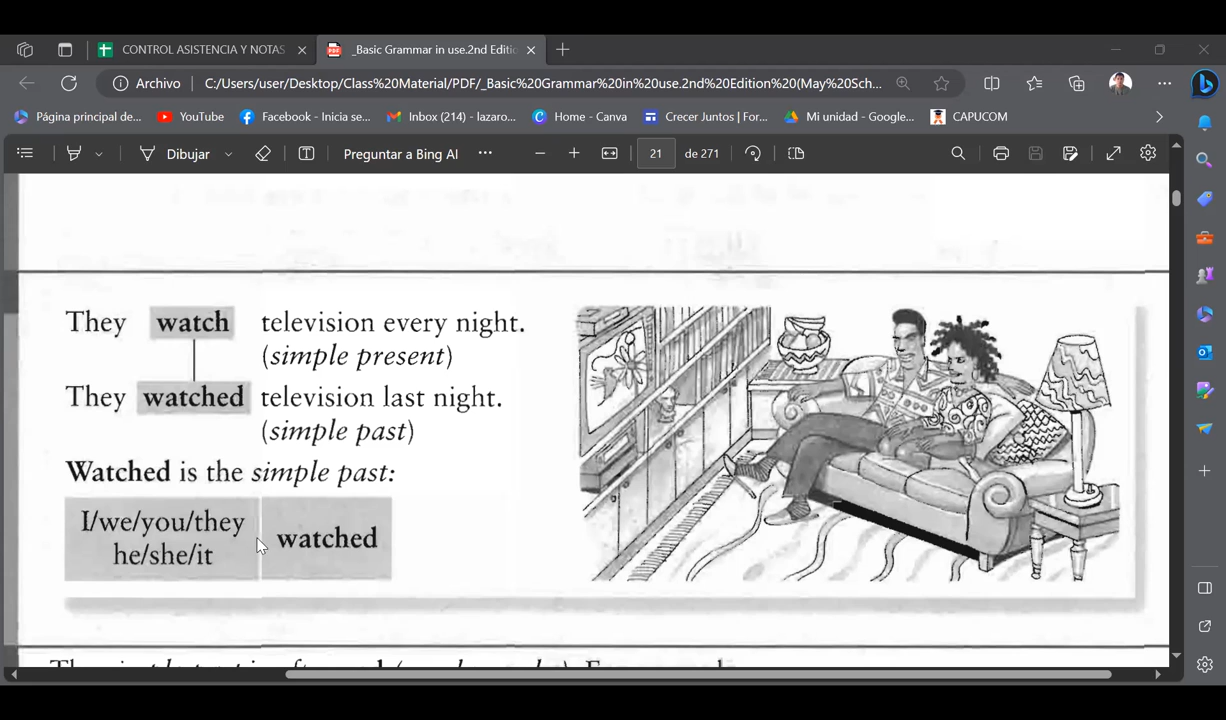 CONTROL ASISTENCIA Y NOTAS
_Basic Grammar in use.2nd Editi
Archivo
C:/Users/user/Desktop/Class%20Material/PDF/_Basic%20Grammar%20in%20use.2nd%20Edition%20(May%20Sch...
Página principal de...
YouTube
Facebook - Inicia se...
Inbox (214) - lazaro...
Home - Canva
Crecer Juntos | For...
Mi unidad - Google...
CAPUCOM
Dibujar
Preguntar a Bing AI
21
de 271
They watch television every night.
(simple present)
They watched television last night.
(simple past)
Watched is the simple past:
I/we/you/they
he/she/it
watched